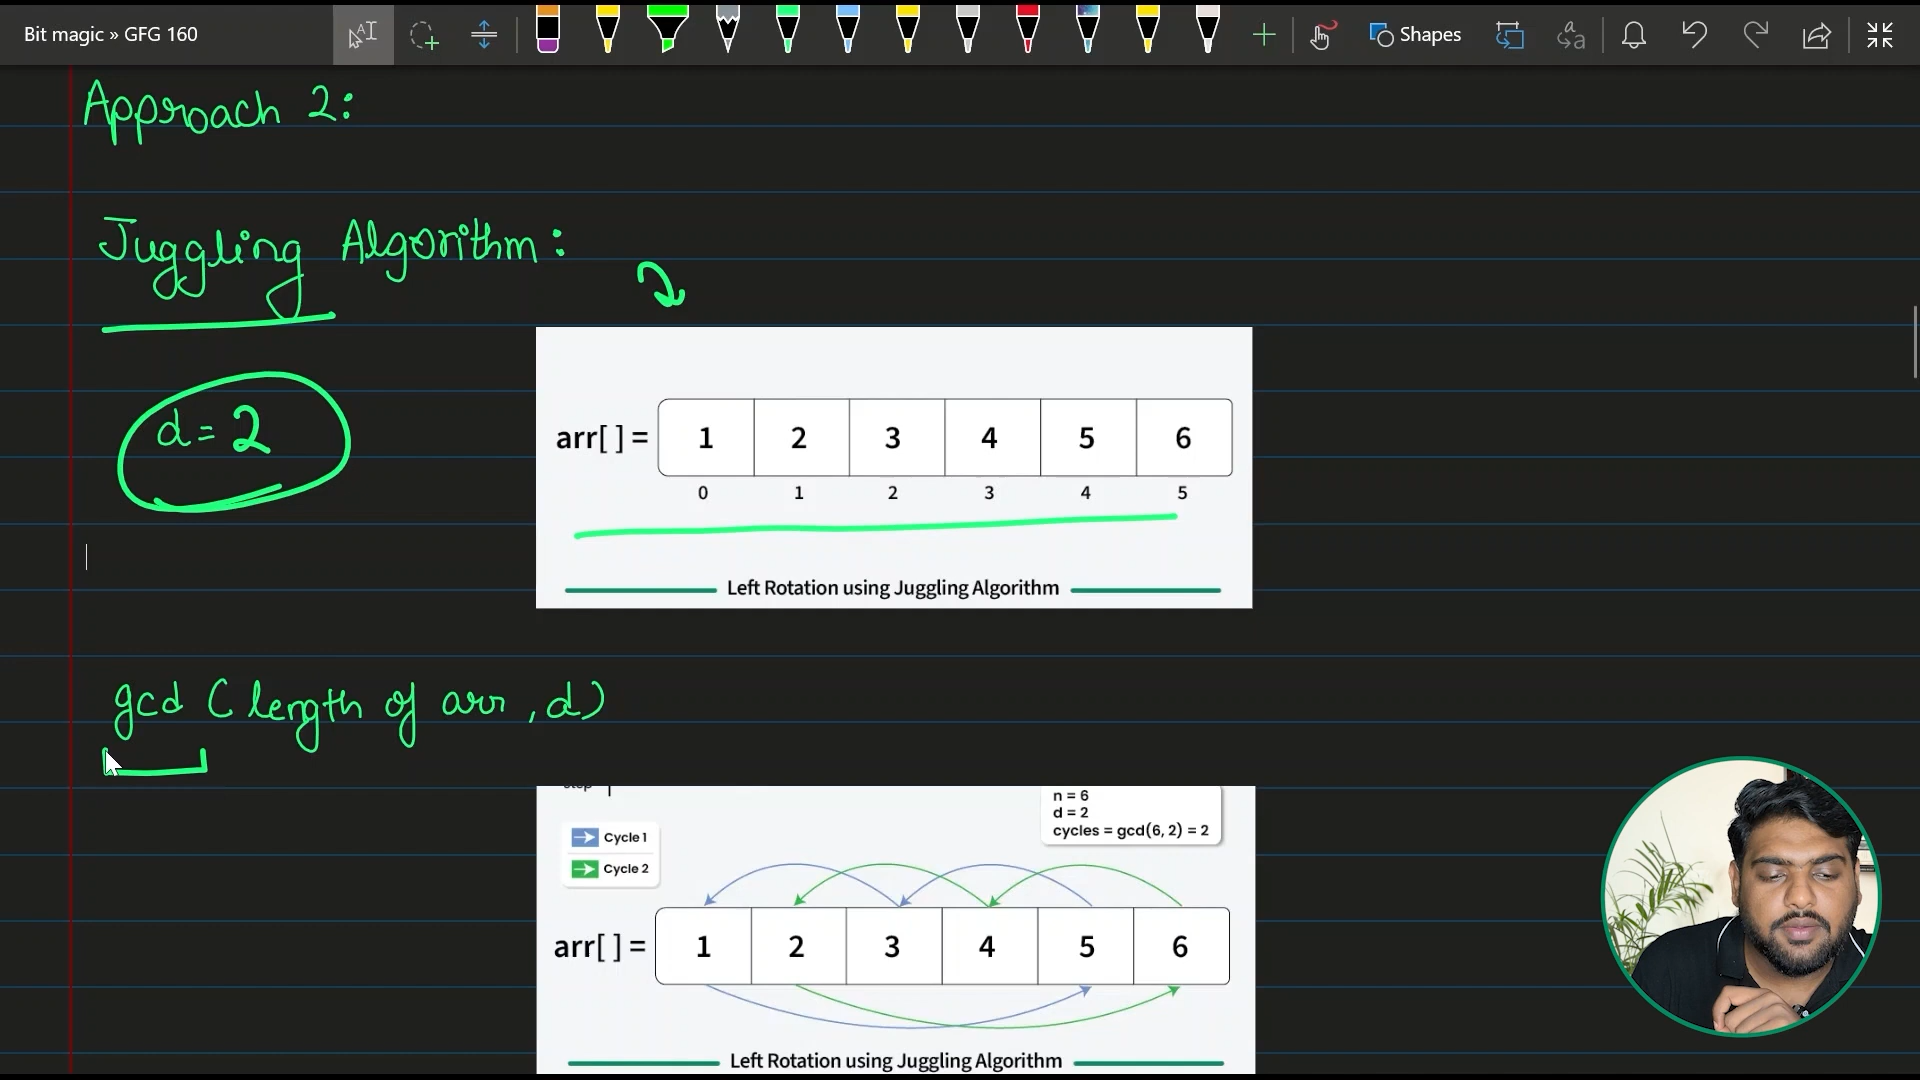 Bit magic » GFG 160
Shapes
Approach 2:
Juggling Algorithm:
d = 2
arr[ ] = 1 2 3 4 5 6
0 1 2 3 4 5
Left Rotation using Juggling Algorithm
gcd (length of arr, d)
n = 6
d = 2
cycles = gcd(6, 2) = 2
Cycle 1
Cycle 2
arr[ ] = 1 2 3 4 5 6
Left Rotation using Juggling Algorithm